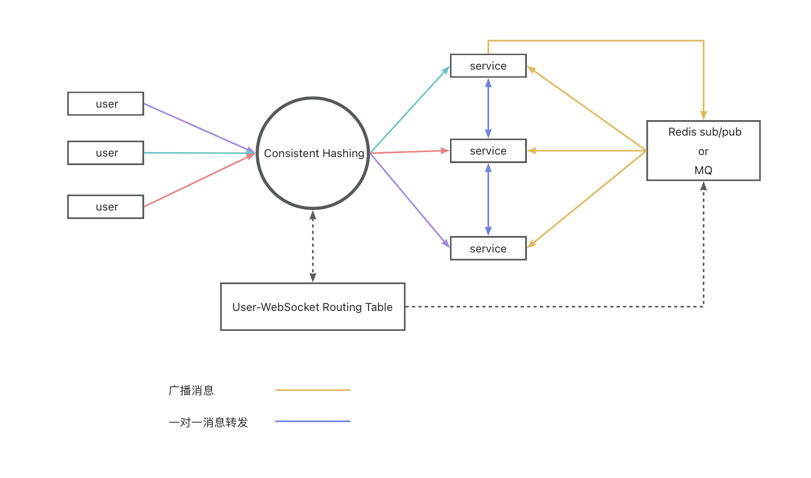 user
user
user
Consistent Hashing
service
service
service
Redis sub/pub
or
MQ
User-WebSocket Routing Table
广播消息
一对一消息转发